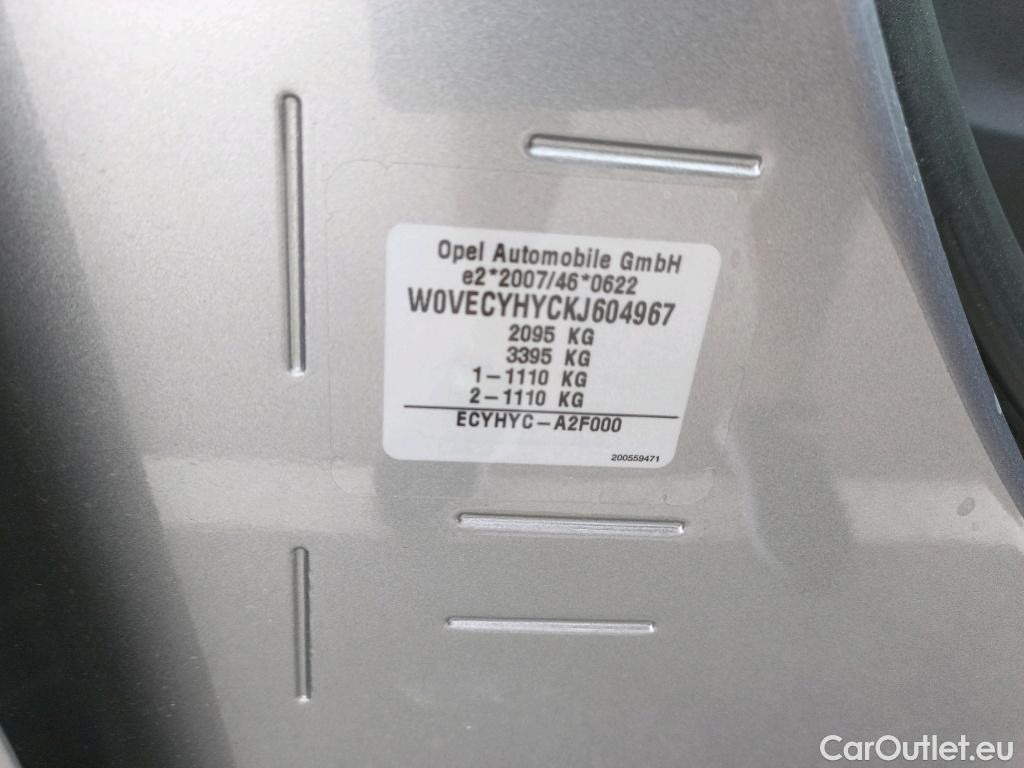 Opel Automobile GmbH
e2*2007/46*0622
W0VECYHYCKJ604967
2095 KG
3395 KG
1-1110 KG
2-1110 KG
ECYHYC-A2F000
200559471
CarOutlet.eu